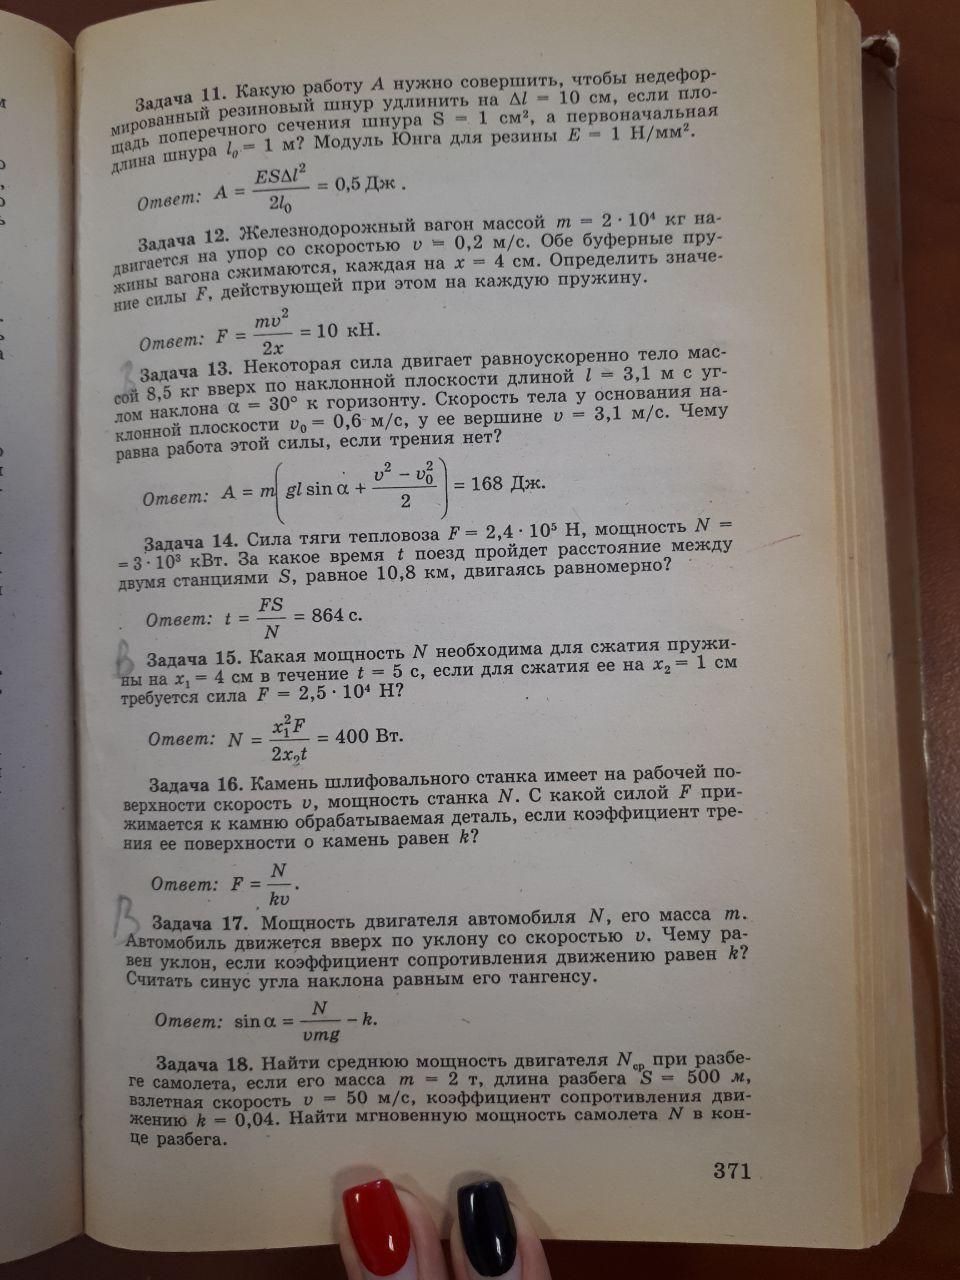 Задача 11. Какую работу A нужно совершить, чтобы недефор-
мированный резиновый шнур удлинить на Δl = 10 см, если пло-
щадь поперечного сечения шнура S = 1 см², а первоначальная
длина шнура l₀ = 1 м? Модуль Юнга для резины E = 1 Н/мм².
Ответ: A = ESΔl²/2l₀ = 0,5 Дж.
Задача 12. Железнодорожный вагон массой m = 2 · 10⁴ кг на-
двигается на упор со скоростью v = 0,2 м/с. Обе буферные пру-
жины вагона сжимаются, каждая на x = 4 см. Определить значе-
ние силы F, действующей при этом на каждую пружину.
Ответ: F = mv²/2x = 10 кН.
В Задача 13. Некоторая сила двигает равноускоренно тело мас-
сой 8,5 кг вверх по наклонной плоскости длиной l = 3,1 м с уг-
лом наклона α = 30° к горизонту. Скорость тела у основания на-
клонной плоскости v₀ = 0,6 м/с, у ее вершине v = 3,1 м/с. Чему
равна работа этой силы, если трения нет?
Ответ: A = m(gl sin α + (v² − v₀²)/2) = 168 Дж.
Задача 14. Сила тяги тепловоза F = 2,4 · 10⁵ Н, мощность N =
= 3 · 10³ кВт. За какое время t поезд пройдет расстояние между
двумя станциями S, равное 10,8 км, двигаясь равномерно?
Ответ: t = FS/N = 864 с.
В Задача 15. Какая мощность N необходима для сжатия пружи-
ны на x₁ = 4 см в течение t = 5 с, если для сжатия ее на x₂ = 1 см
требуется сила F = 2,5 · 10⁴ Н?
Ответ: N = x₁²F/2x₂t = 400 Вт.
Задача 16. Камень шлифовального станка имеет на рабочей по-
верхности скорость v, мощность станка N. С какой силой F при-
жимается к камню обрабатываемая деталь, если коэффициент тре-
ния ее поверхности о камень равен k?
Ответ: F = N/kv.
В Задача 17. Мощность двигателя автомобиля N, его масса m.
Автомобиль движется вверх по уклону со скоростью v. Чему ра-
вен уклон, если коэффициент сопротивления движению равен k?
Считать синус угла наклона равным его тангенсу.
Ответ: sin α = N/vmg − k.
Задача 18. Найти среднюю мощность двигателя Nср при разбе-
ге самолета, если его масса m = 2 т, длина разбега S = 500 м,
взлетная скорость v = 50 м/с, коэффициент сопротивления дви-
жению k = 0,04. Найти мгновенную мощность самолета N в кон-
це разбега.
371